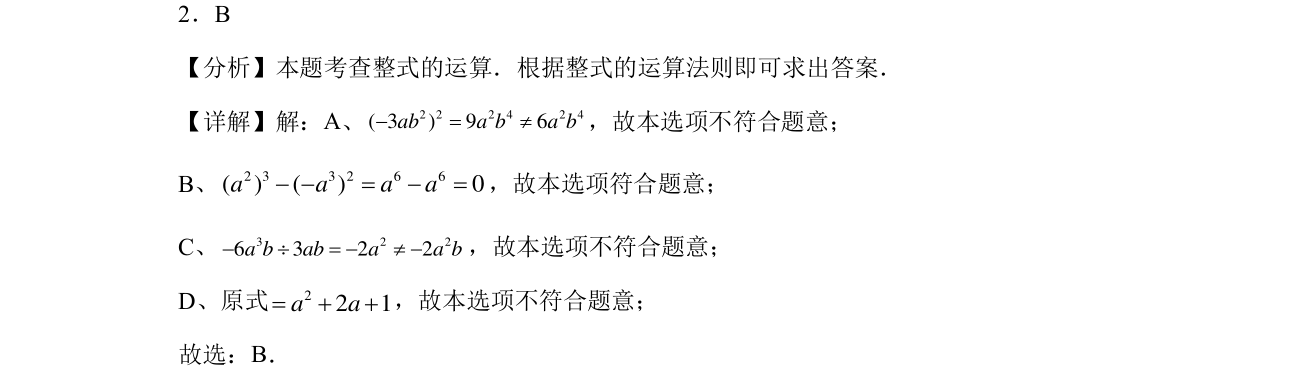 2．B
【分析】本题考查整式的运算．根据整式的运算法则即可求出答案．
【详解】解：A、(−3ab²)² = 9a²b⁴ ≠ 6a²b⁴，故本选项不符合题意；
B、(a²)³ −(−a³)² = a⁶ − a⁶ = 0，故本选项符合题意；
C、−6a³b ÷ 3ab = −2a² ≠ −2a²b，故本选项不符合题意；
D、原式= a² + 2a +1，故本选项不符合题意；
故选：B．